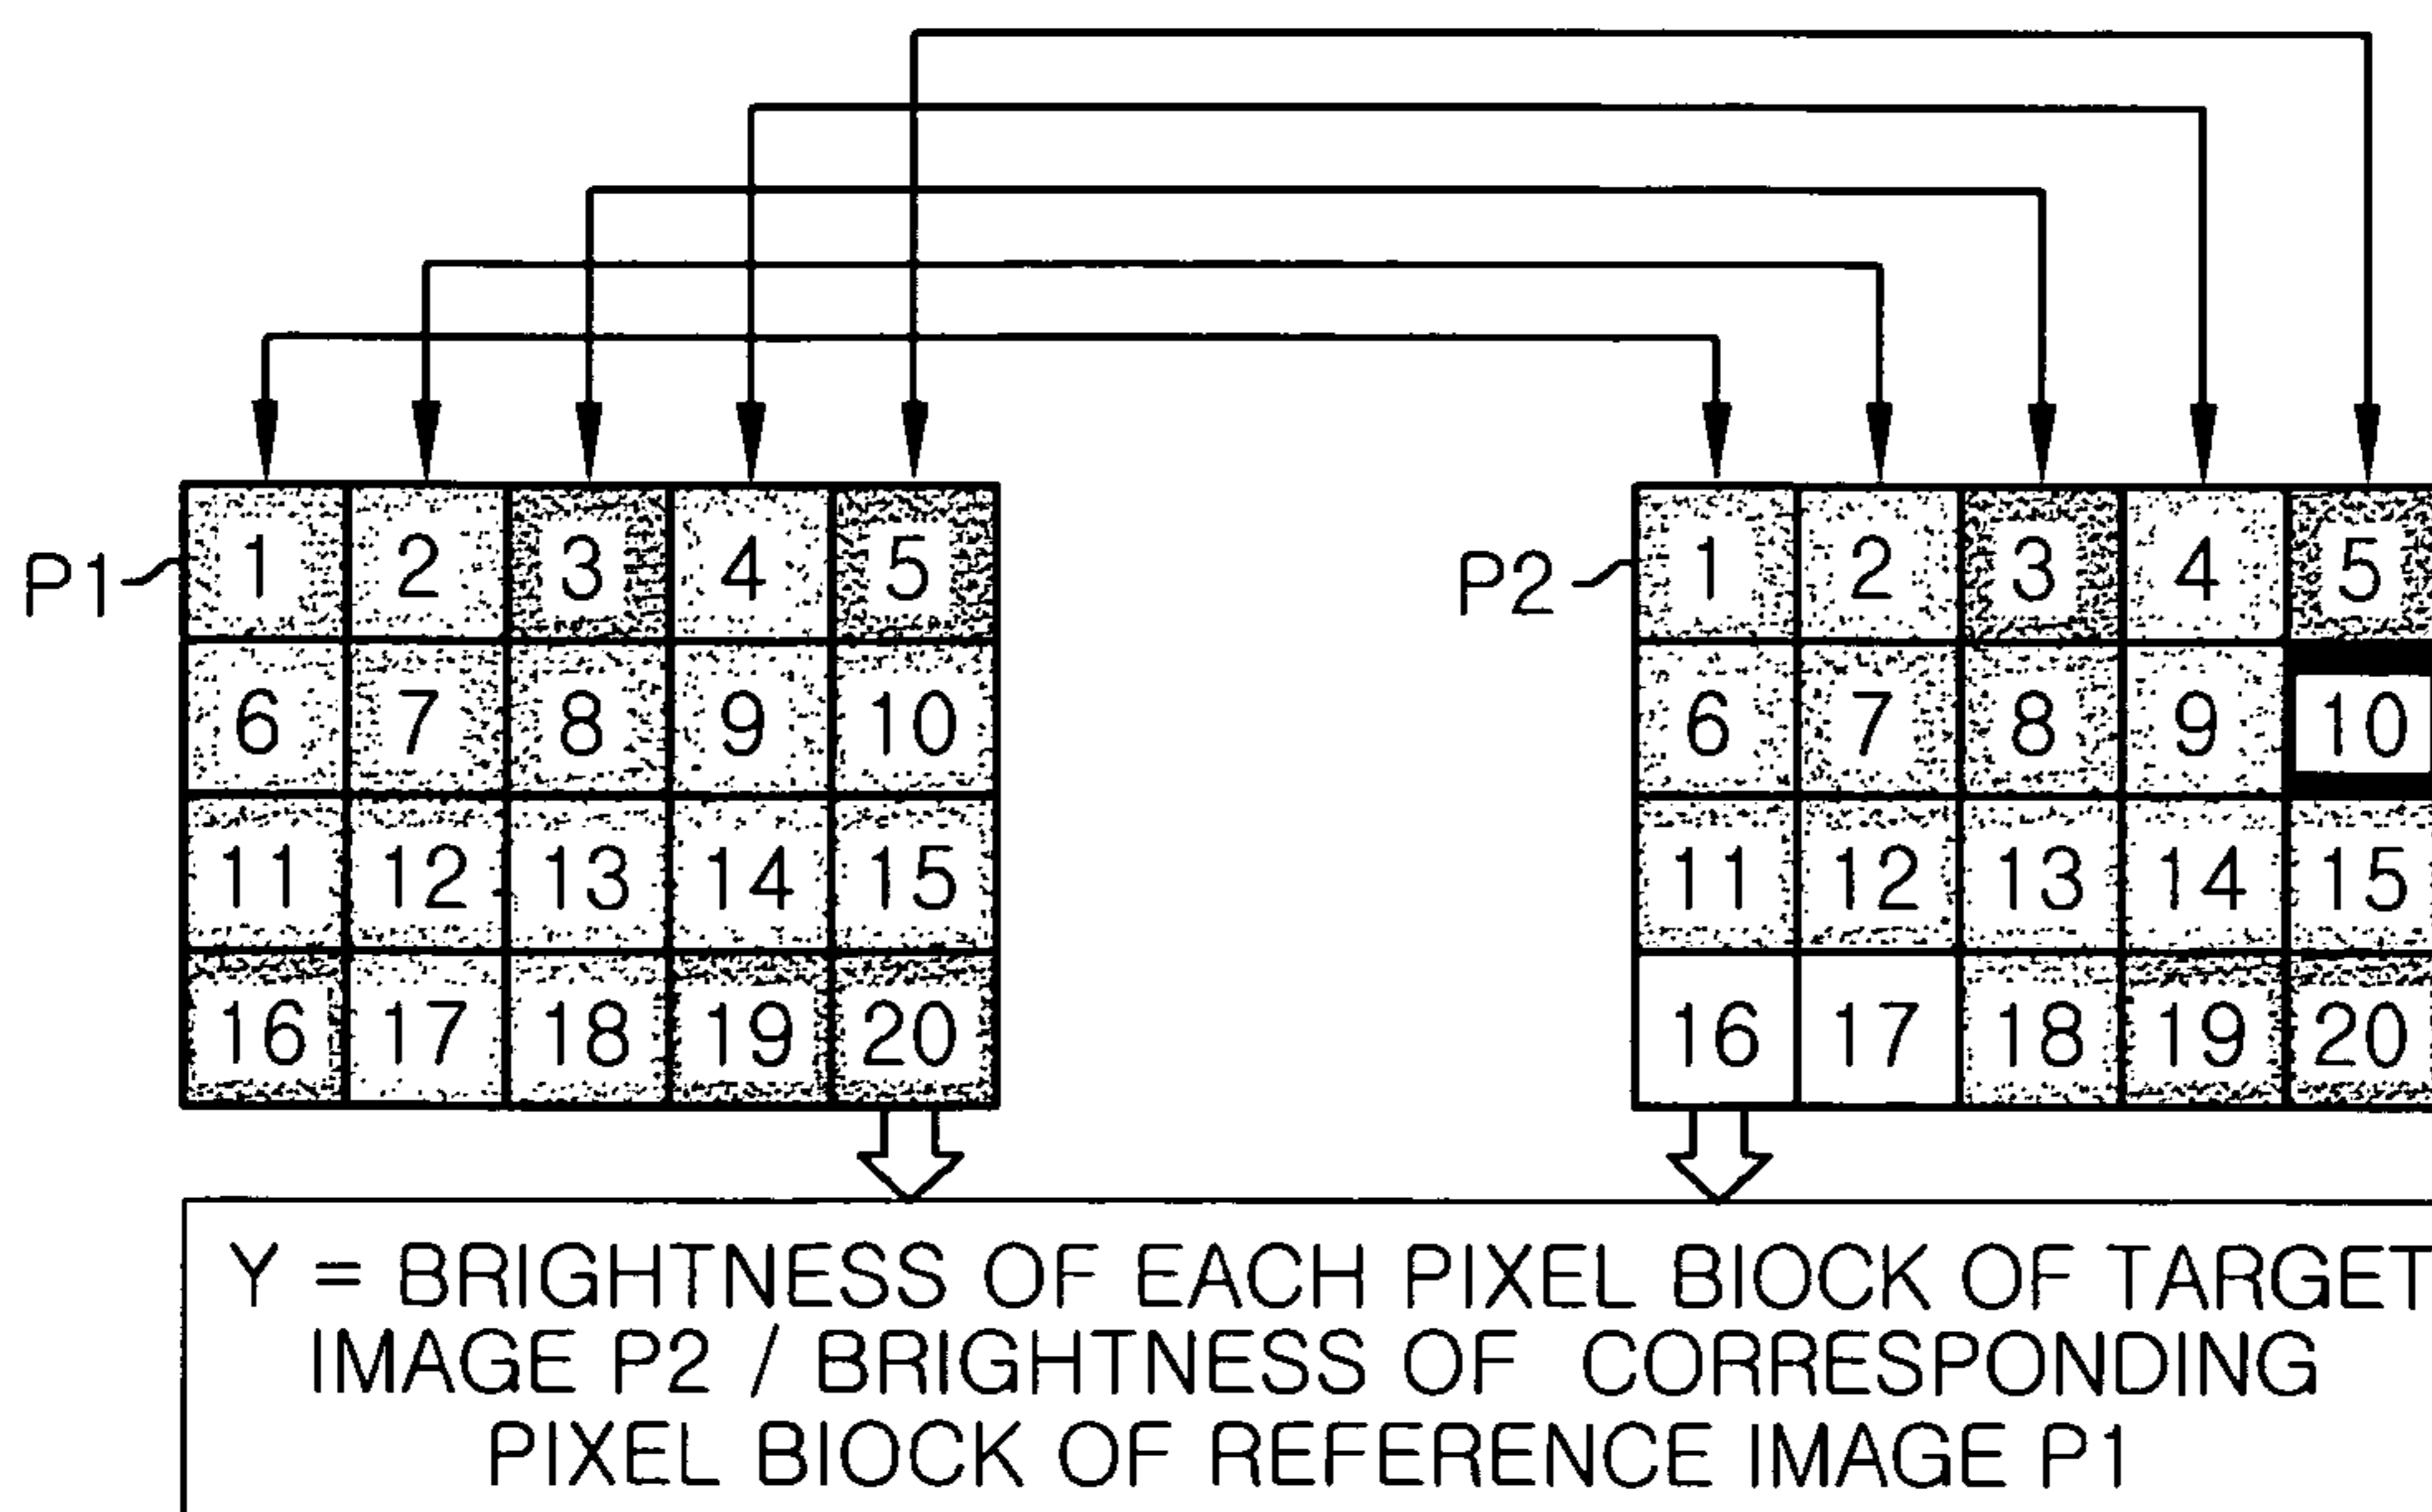 P1
1 2 3 4 5
6 7 8 9 10
11 12 13 14 15
16 17 18 19 20
P2
1 2 3 4 5
6 7 8 9 10
11 12 13 14 15
16 17 18 19 20
Y = BRIGHTNESS OF EACH PIXEL BIOCK OF TARGET
IMAGE P2 / BRIGHTNESS OF CORRESPONDING
PIXEL BIOCK OF REFERENCE IMAGE P1